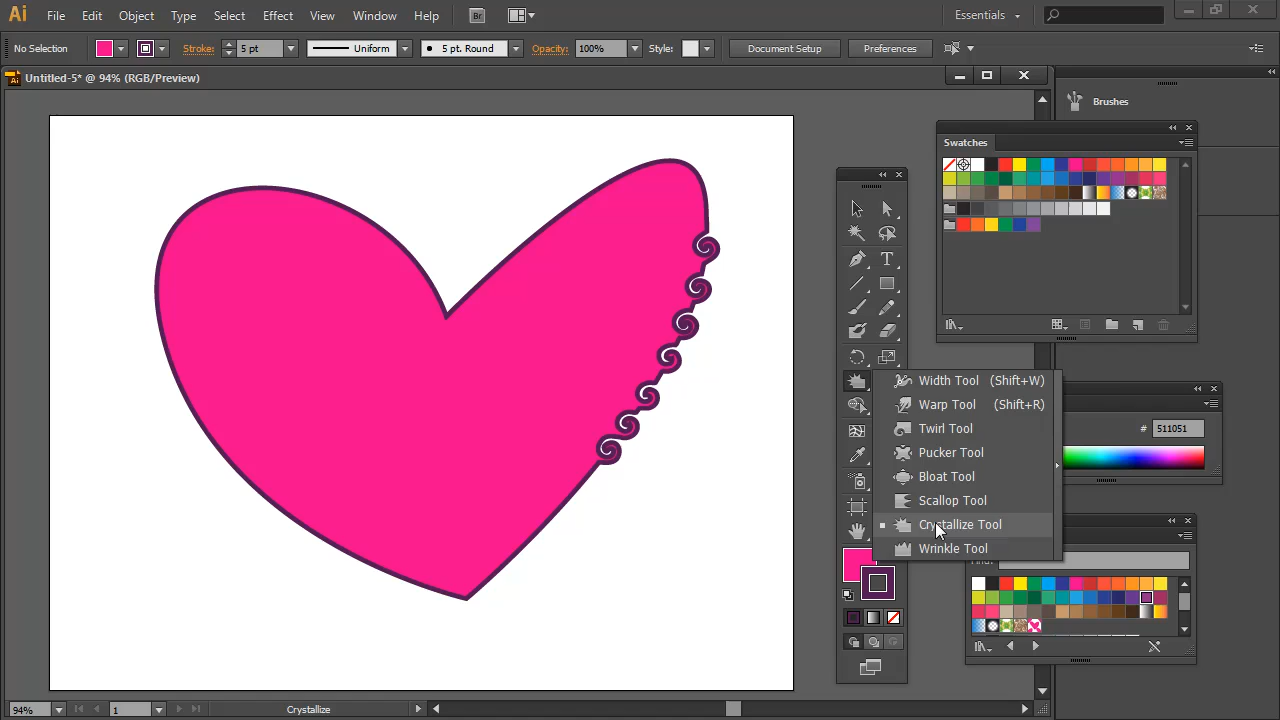 Ai File Edit Object Type Select Effect View Window Help Br Essentials
No Selection Stroke: 5 pt Uniform 5 pt. Round Opacity: 100% Style: Document Setup Preferences
Untitled-5* @ 94% (RGB/Preview)
Brushes
Swatches
T
Width Tool (Shift+W)
Warp Tool (Shift+R)
Twirl Tool
Pucker Tool
Bloat Tool
Scallop Tool
Crystallize Tool
Wrinkle Tool
# 511051
94% 1 Crystallize